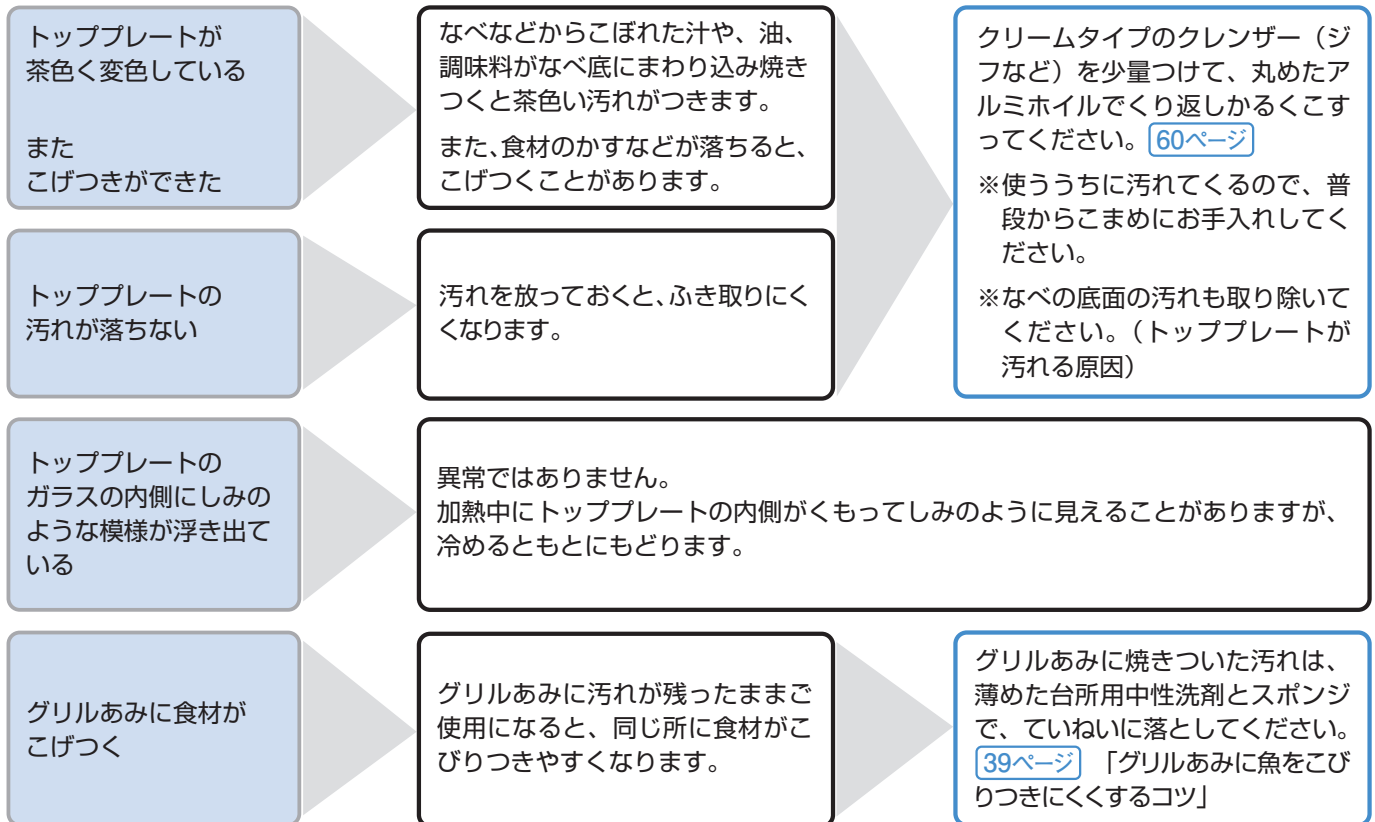 トッププレートが
茶色く変色している
また
こげつきができた
なべなどからこぼれた汁や、油、
調味料がなべ底にまわり込み焼き
つくと茶色い汚れがつきます。
また、食材のかすなどが落ちると、
こげつくことがあります。
クリームタイプのクレンザー（ジ
フなど）を少量つけて、丸めたア
ルミホイルでくり返しかるくこす
ってください。 60ページ
※使ううちに汚れてくるので、普
段からこまめにお手入れしてく
ださい。
※なべの底面の汚れも取り除いて
ください。（トッププレートが
汚れる原因）
トッププレートの
汚れが落ちない
汚れを放っておくと、ふき取りにく
くなります。
トッププレートの
ガラスの内側にしみの
ような模様が浮き出て
いる
異常ではありません。
加熱中にトッププレートの内側がくもってしみのように見えることがありますが、
冷めるともとにもどります。
グリルあみに食材が
こげつく
グリルあみに汚れが残ったままご
使用になると、同じ所に食材がこ
びりつきやすくなります。
グリルあみに焼きついた汚れは、
薄めた台所用中性洗剤とスポンジ
で、ていねいに落としてください。
39ページ 「グリルあみに魚をこび
りつきにくくするコツ」